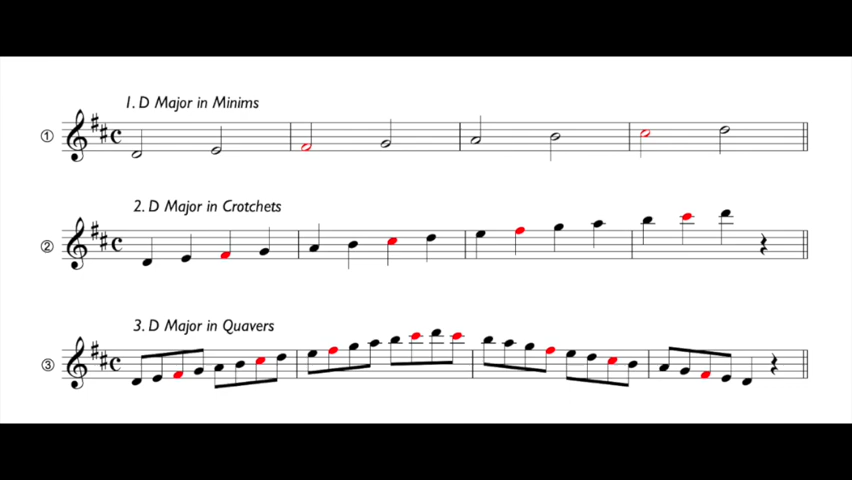 1. D Major in Minims
①
2. D Major in Crotchets
②
3. D Major in Quavers
③